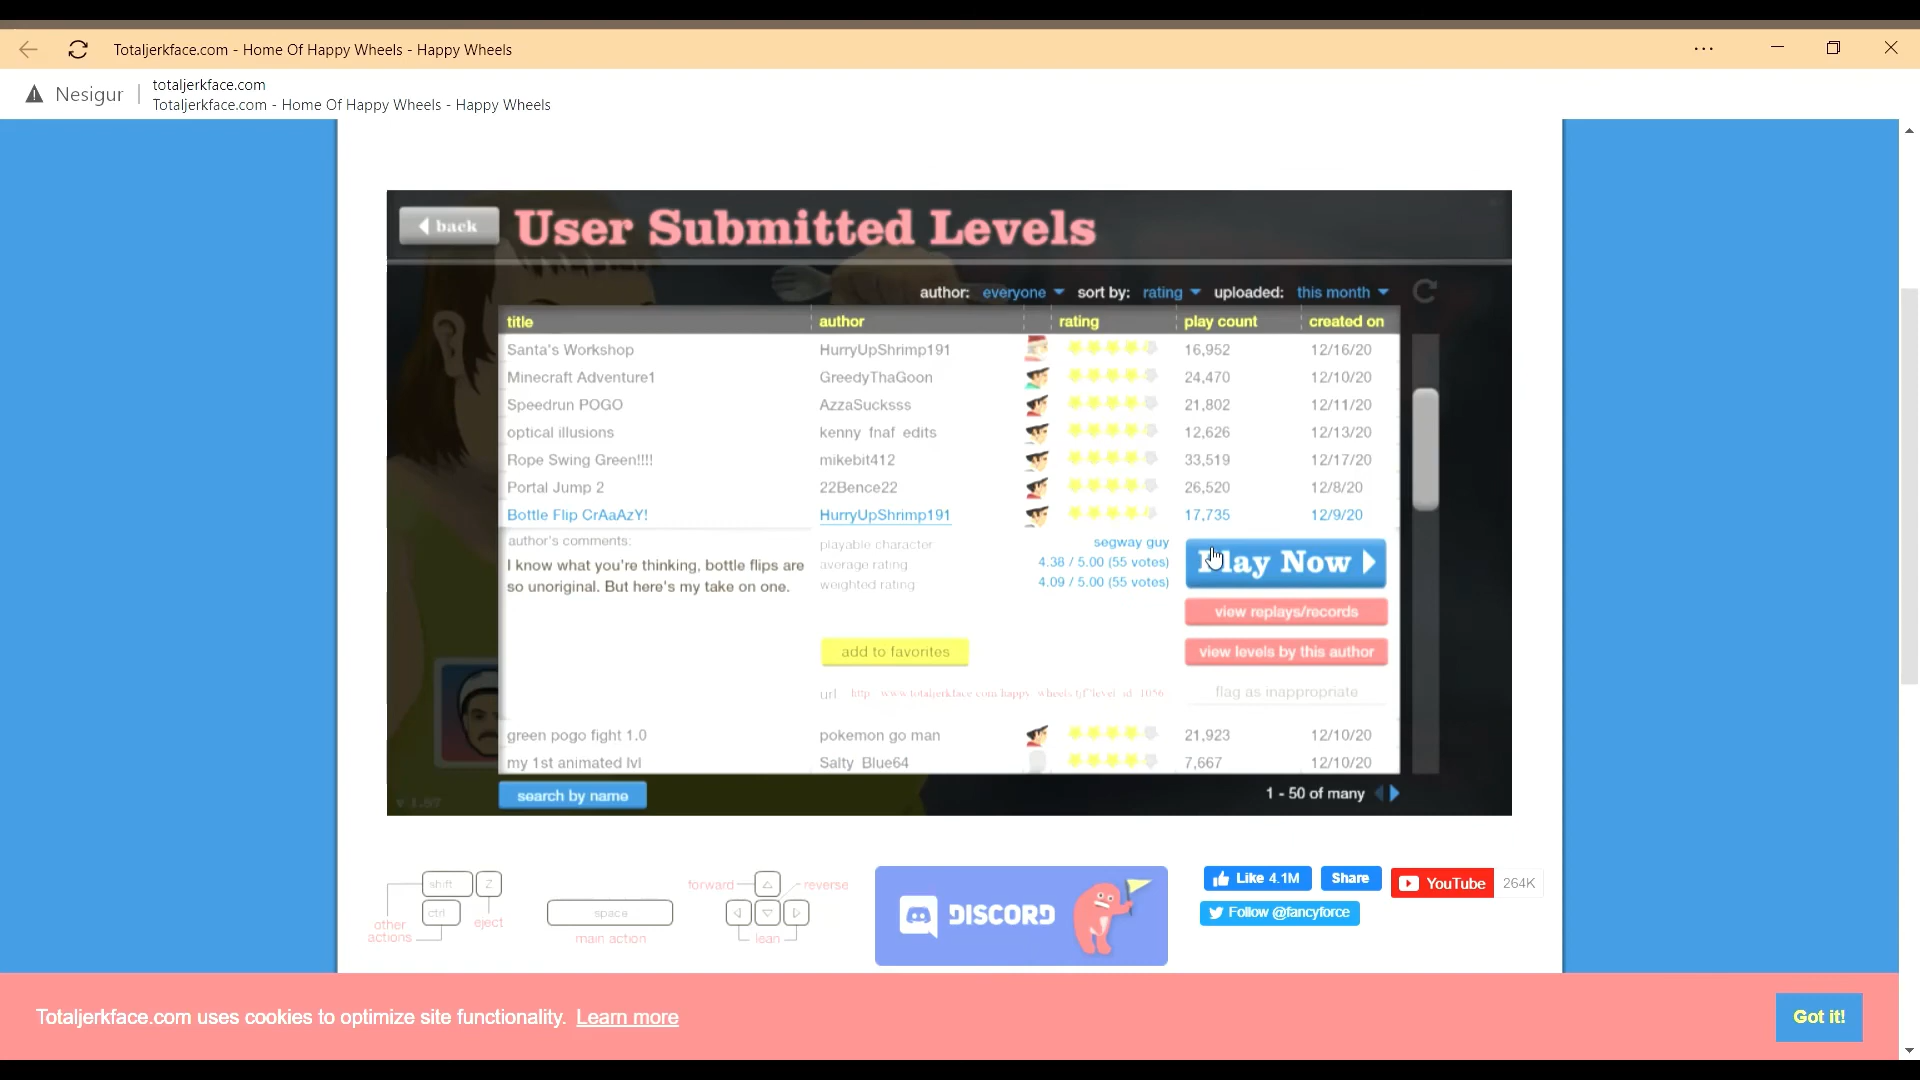 Totaljerkface.com - Home Of Happy Wheels - Happy Wheels
Nesigur
totaljerkface.com
Totaljerkface.com - Home Of Happy Wheels - Happy Wheels
back
User Submitted Levels
author: everyone sort by: rating uploaded: this month
title author rating play count created on
Santa's Workshop HurryUpShrimp191 16,952 12/16/20
Minecraft Adventure1 GreedyThaGoon 24,470 12/10/20
Speedrun POGO AzzaSucksss 21,802 12/11/20
optical illusions kenny fnaf edits 12,626 12/13/20
Rope Swing Green!!!! mikebit412 33,519 12/17/20
Portal Jump 2 22Bence22 26,520 12/8/20
Bottle Flip CrAaAzY! HurryUpShrimp191 17,735 12/9/20
author's comments:
I know what you're thinking, bottle flips are
so unoriginal. But here's my take on one.
playable character segway guy
average rating 4.38 / 5.00 (55 votes)
weighted rating 4.09 / 5.00 (55 votes)
Play Now
view replays/records
add to favorites
view levels by this author
url
flag as inappropriate
green pogo fight 1.0 pokemon go man 21,923 12/10/20
my 1st animated lvl Salty Blue64 7,667 12/10/20
search by name
1 - 50 of many
v 1.87
shift Z
ctrl
other
actions
eject
space
main action
forward
reverse
lean
DISCORD
Like 4.1M
Share
YouTube
264K
Follow @fancyforce
Totaljerkface.com uses cookies to optimize site functionality. Learn more
Got it!